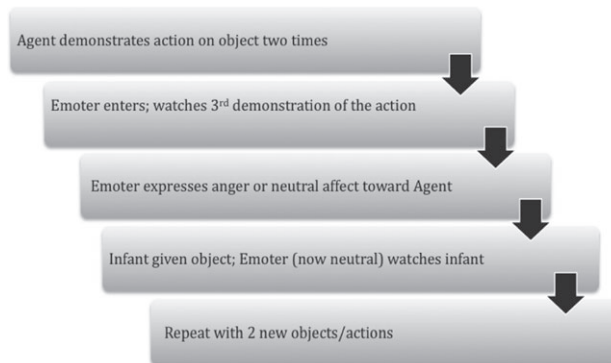 Agent demonstrates action on object two times
Emoter enters; watches 3rd demonstration of the action
Emoter expresses anger or neutral affect toward Agent
Infant given object; Emoter (now neutral) watches infant
Repeat with 2 new objects/actions